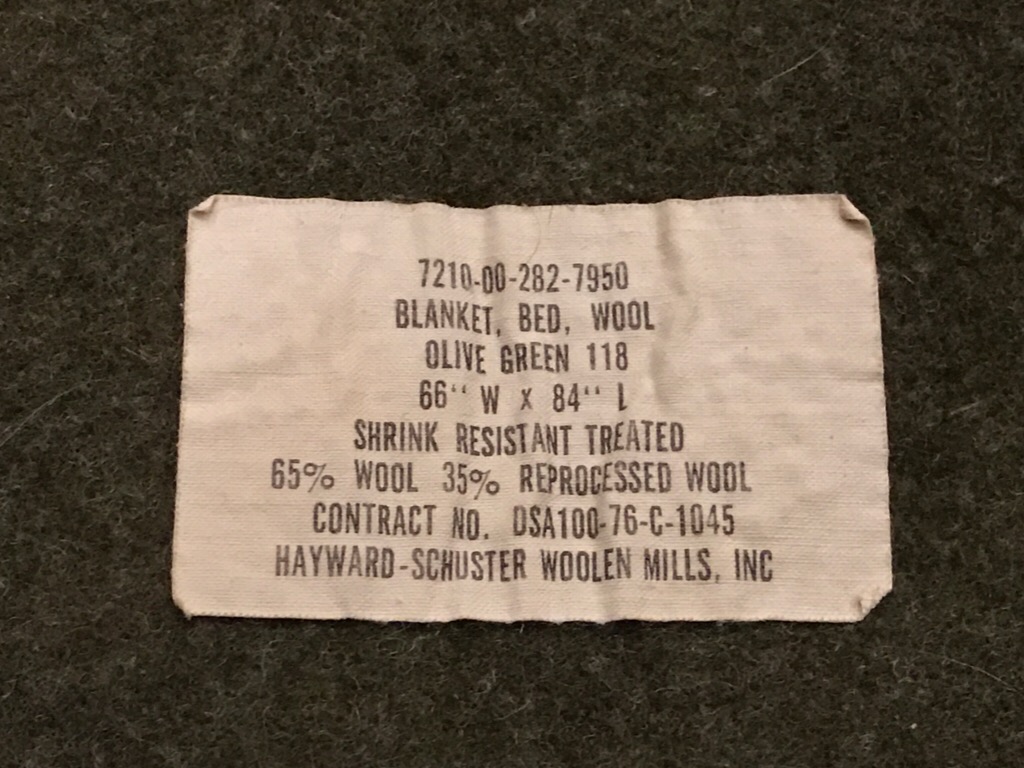 7210-00-282-7950
BLANKET, BED, WOOL
OLIVE GREEN 118
66" W x 84" L
SHRINK RESISTANT TREATED
65% WOOL 35% REPROCESSED WOOL
CONTRACT NO. DSA100-76-C-1045
HAYWARD-SCHUSTER WOOLEN MILLS, INC